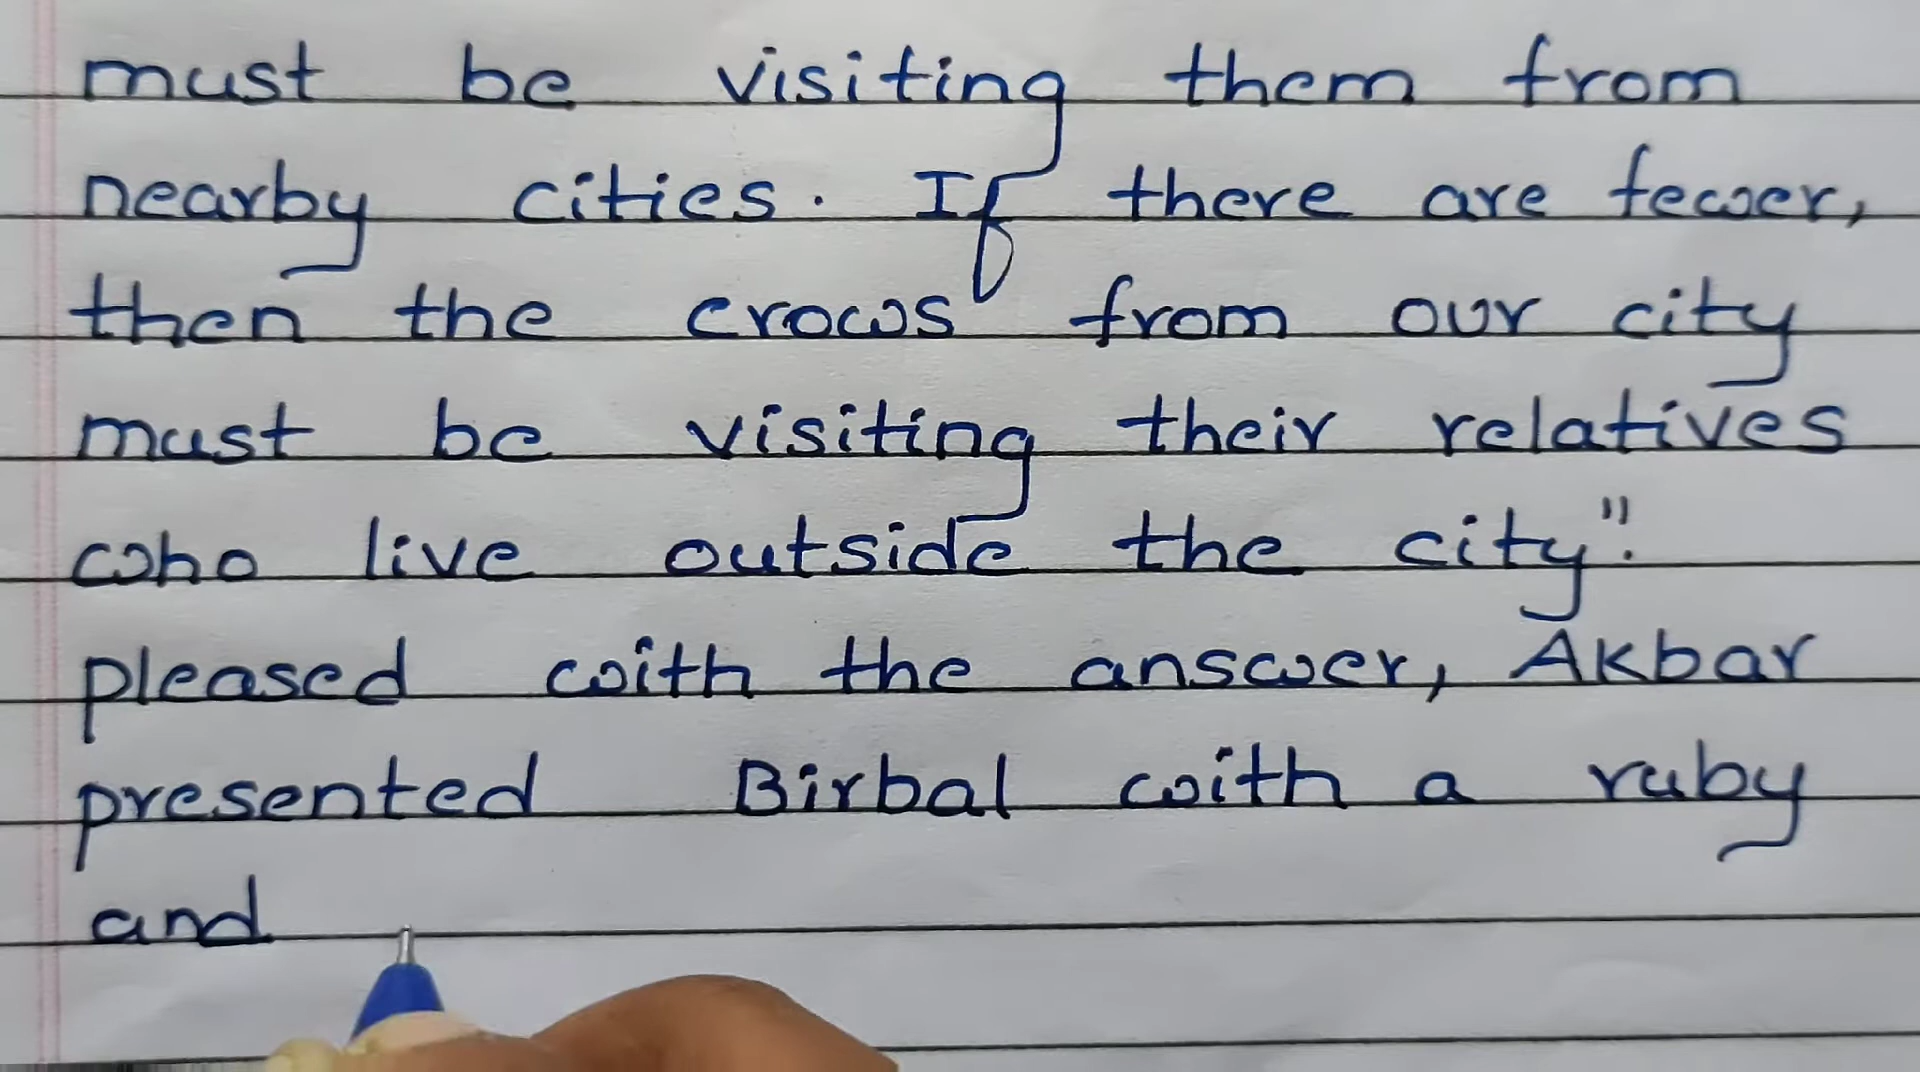 must be visiting them from
nearby cities. If there are fewer,
then the crows from our city
must be visiting their relatives
who live outside the city".
pleased with the answer, Akbar
presented Birbal with a ruby
and